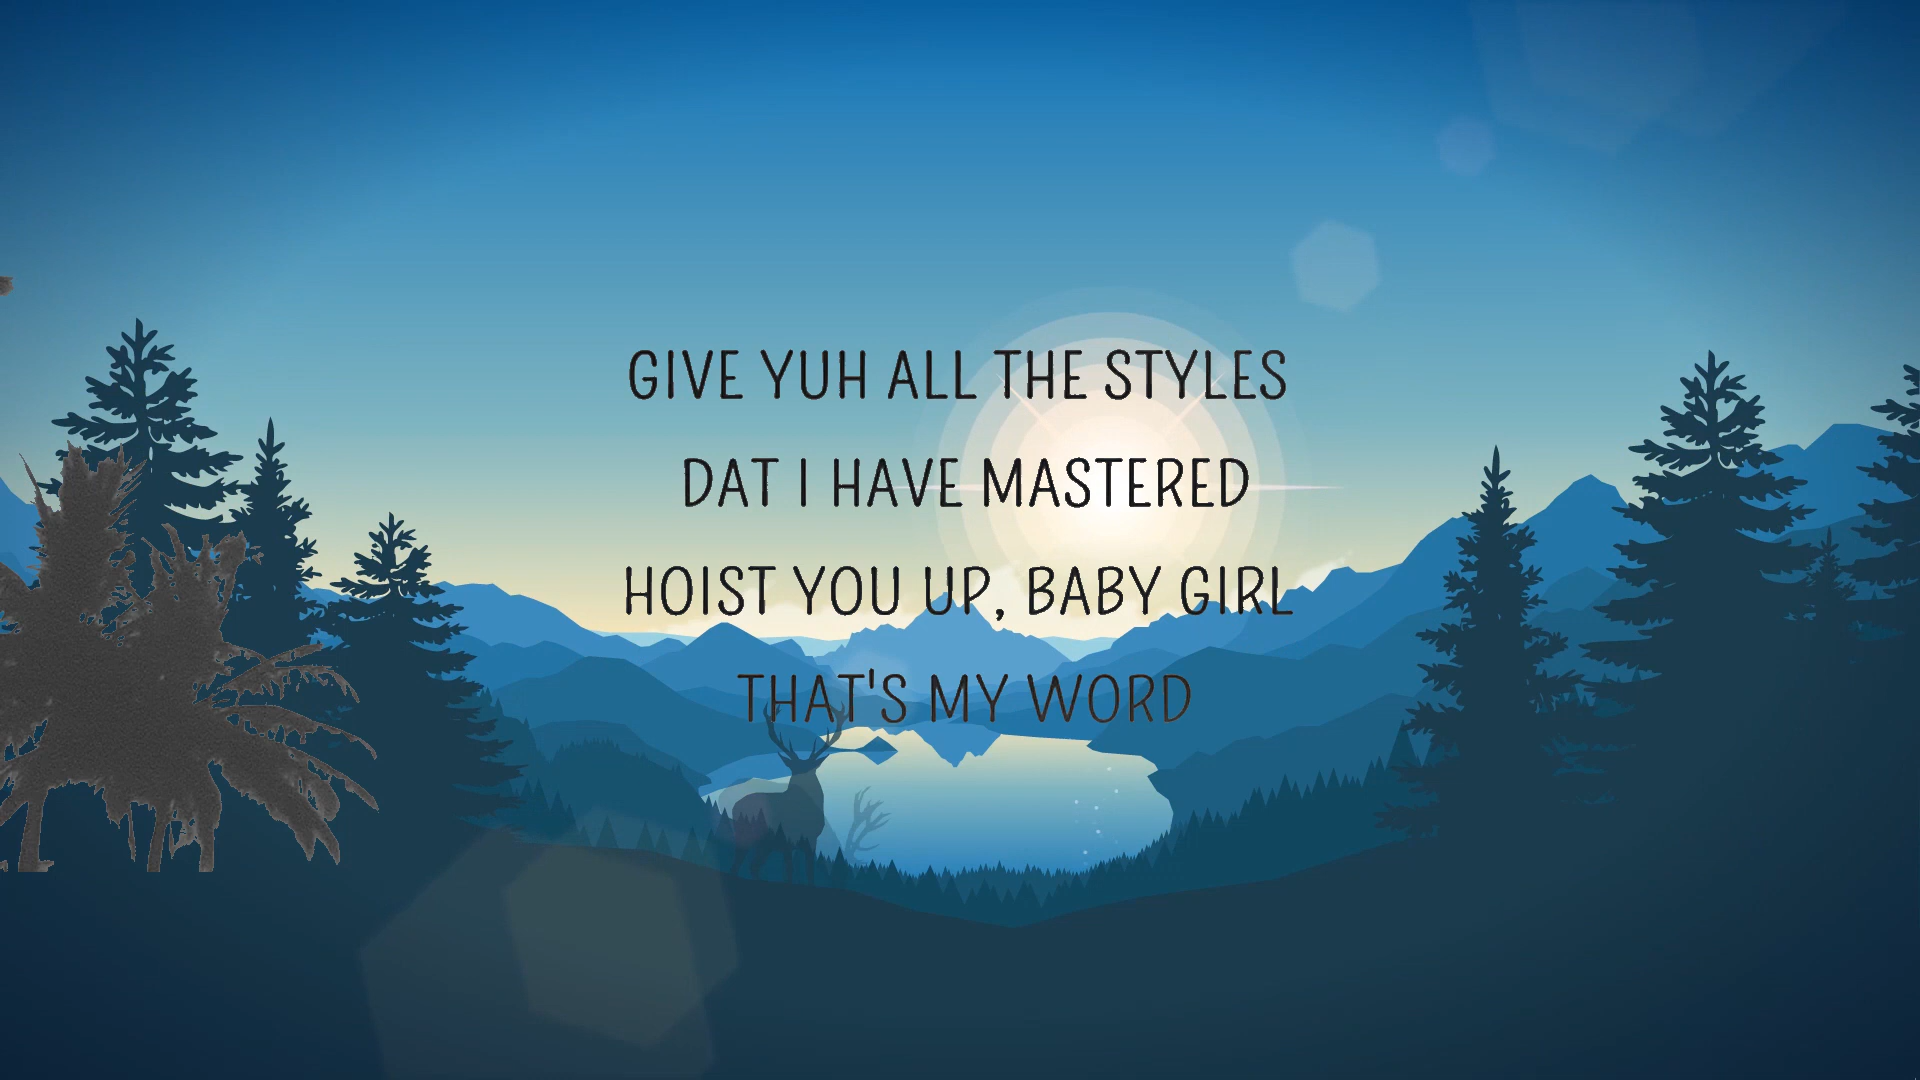 GIVE YUH ALL THE STYLES
DAT I HAVE MASTERED
HOIST YOU UP, BABY GIRL
THAT'S MY WORD